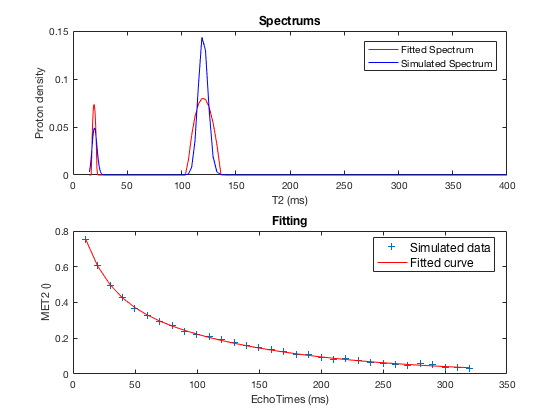 Spectrums
0.15
0.1
0.05
0
Proton density
Fitted Spectrum
Simulated Spectrum
0 50 100 150 200 250 300 350 400
T2 (ms)
Fitting
0.8
0.6
0.4
0.2
0
MET2 ()
Simulated data
Fitted curve
0 50 100 150 200 250 300 350
EchoTimes (ms)